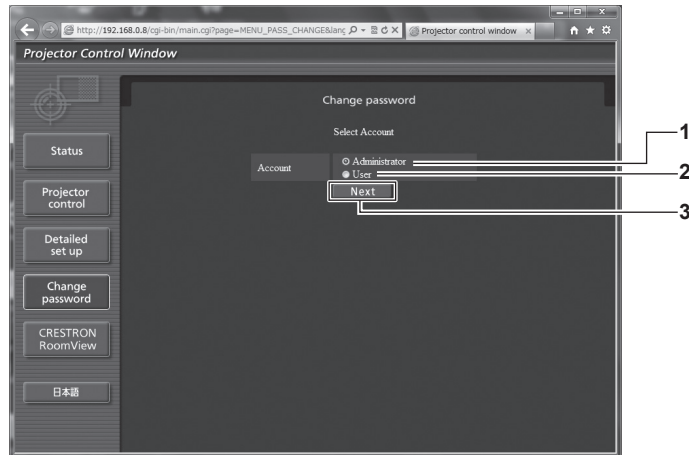 http://192.168.0.8/cgi-bin/main.cgi?page=MENU_PASS_CHANGE&lang
Projector control window
Projector Control Window
Change password
Select Account
Account
Administrator
User
Next
1
2
3
Status
Projector
control
Detailed
set up
Change
password
CRESTRON
RoomView
日本語